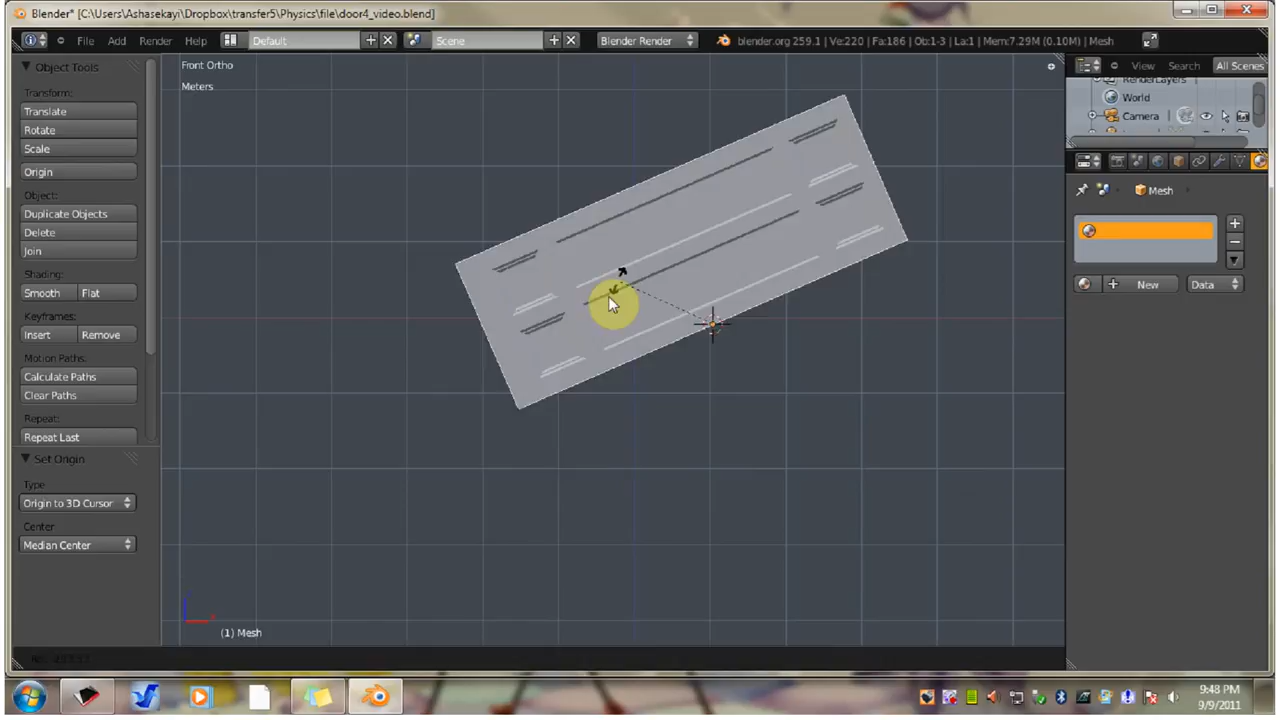 Blender* [C:\Users\Ashasekayi\Dropbox\transfer5\Physics\file\door4_video.blend]
File Add Render Help Default Scene Blender Render blender.org 259.1 | Ve:220 | Fa:186 | Ob:1-3 | La:1 | Mem:7.29M (0.10M) | Mesh
Object Tools
Transform:
Translate
Rotate
Scale
Origin
Object:
Duplicate Objects
Delete
Join
Shading:
Smooth Flat
Keyframes:
Insert Remove
Motion Paths:
Calculate Paths
Clear Paths
Repeat:
Repeat Last
Set Origin
Type
Origin to 3D Cursor
Center
Median Center
Front Ortho
Meters
(1) Mesh
View Search All Scenes
RenderLayers
World
Camera
Mesh
New Data
9:48 PM
9/9/2011